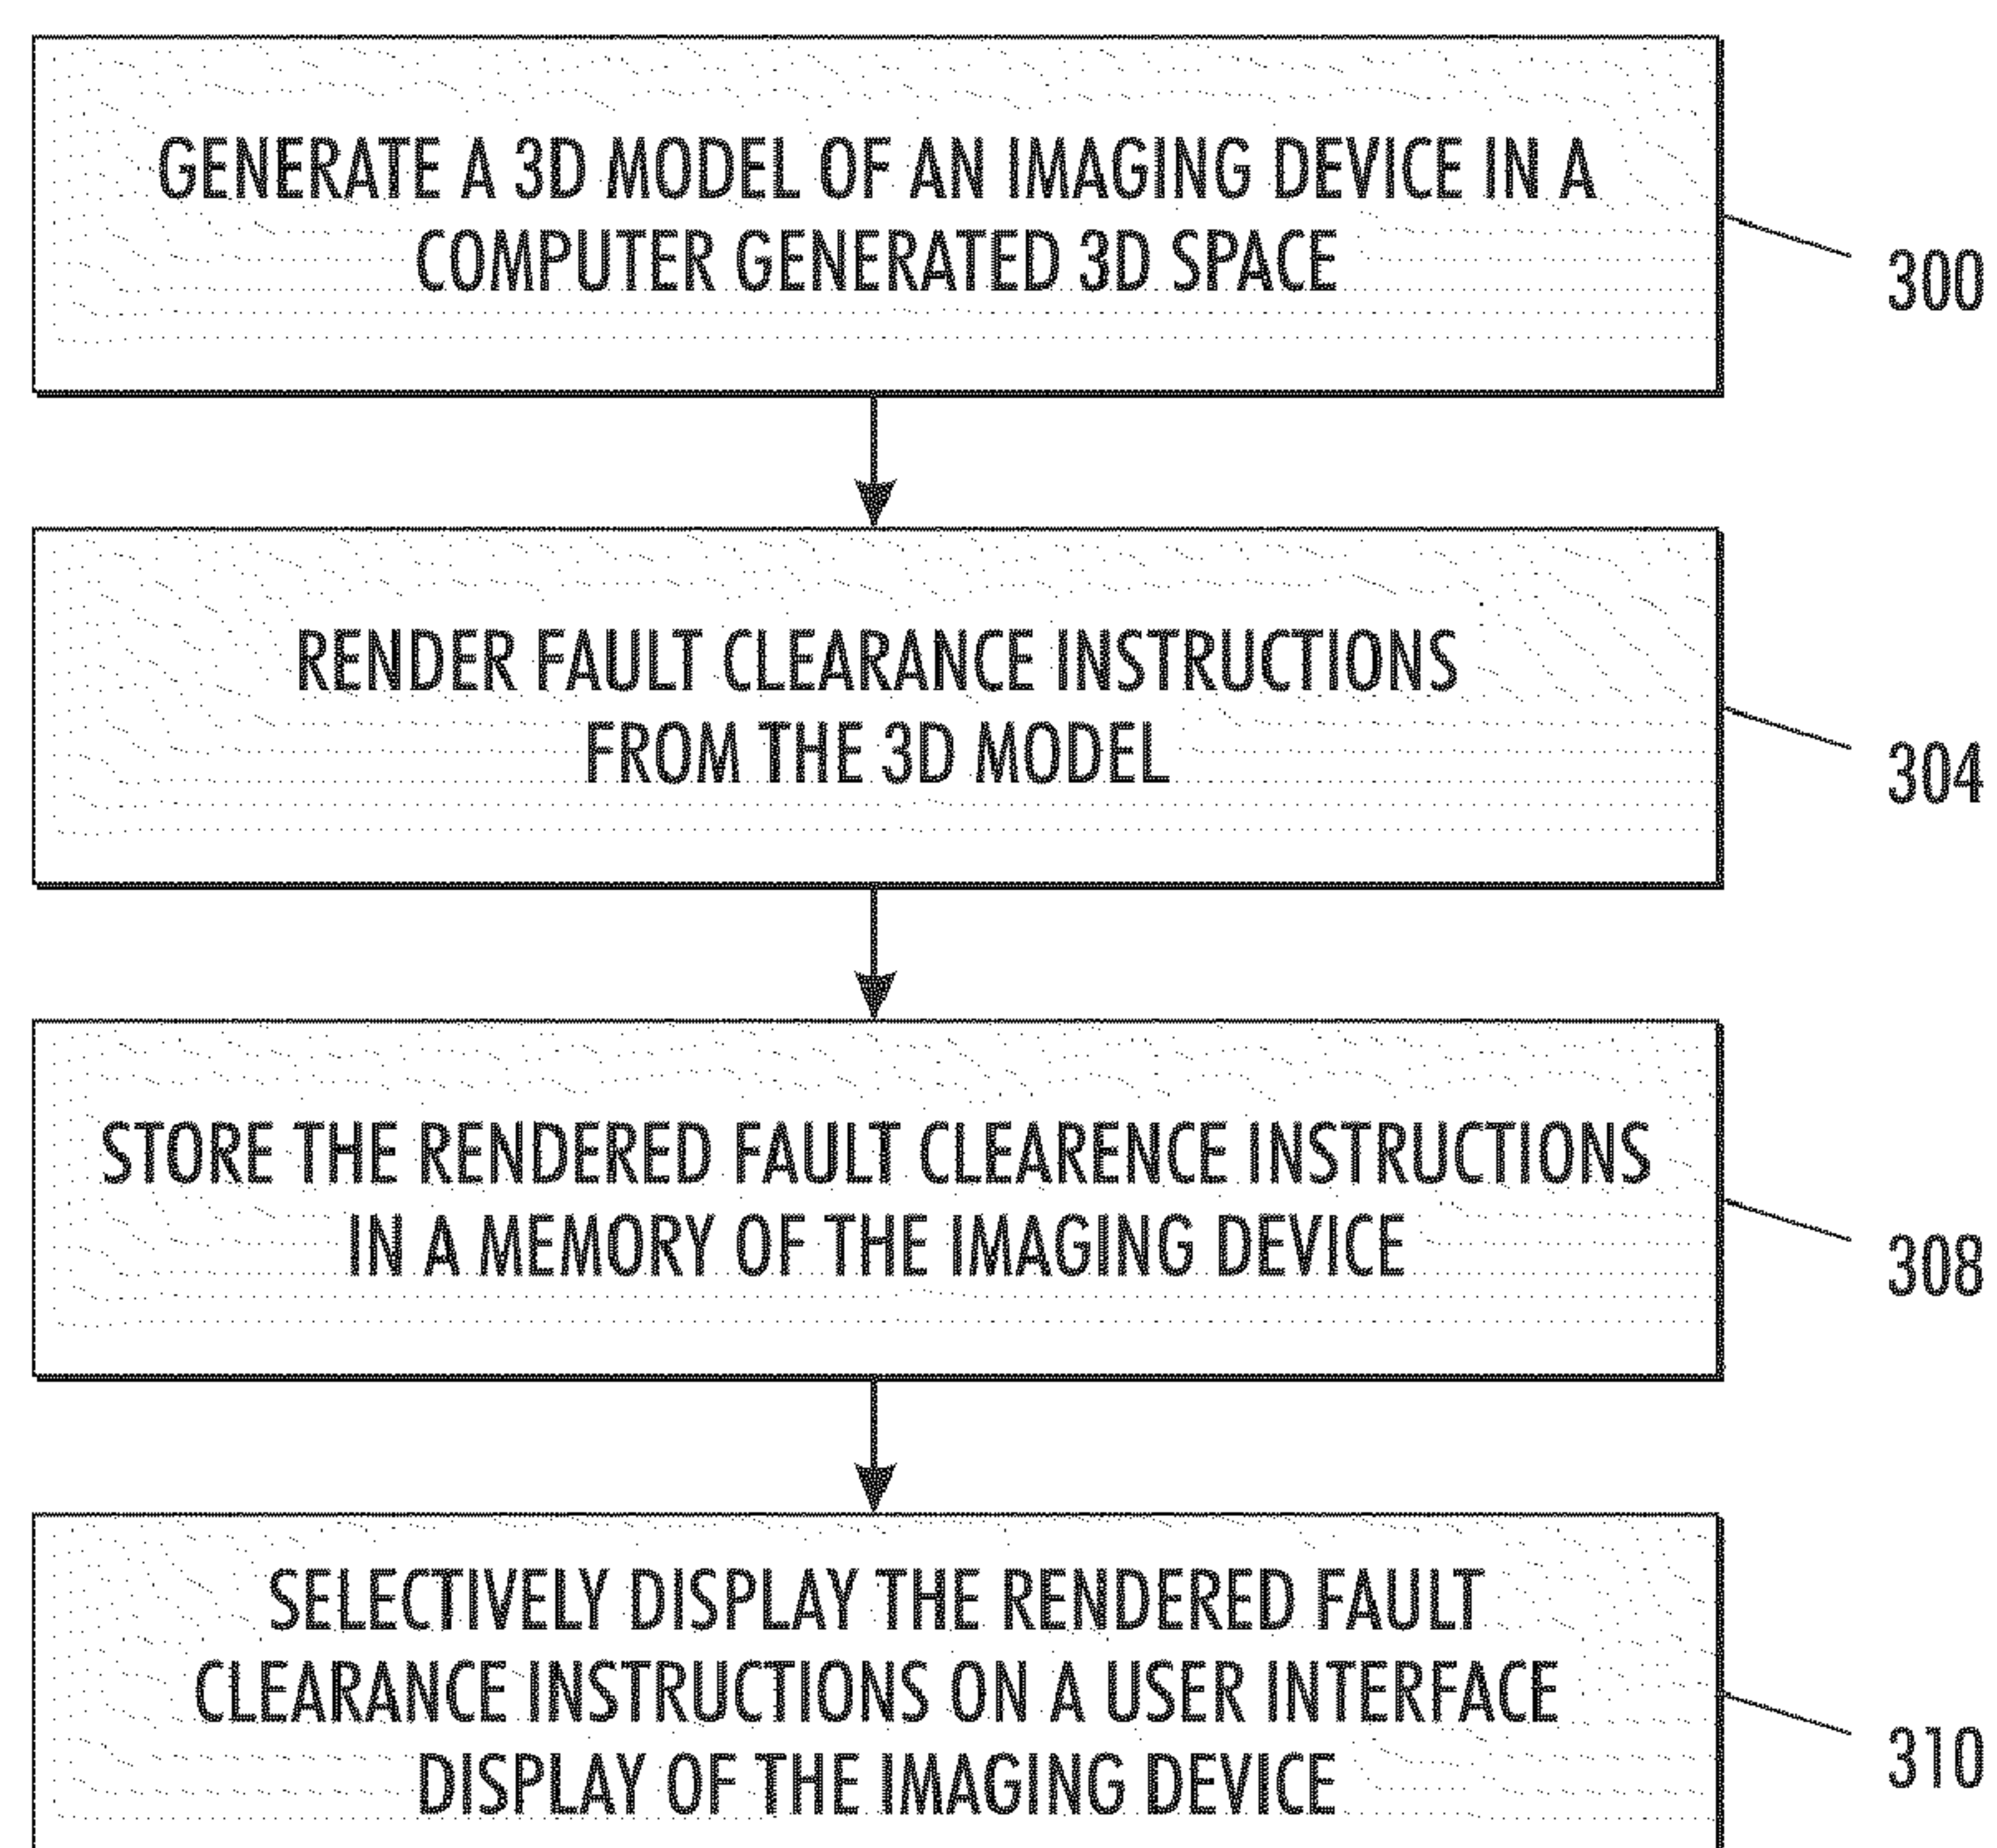 GENERATE A 3D MODEL OF AN IMAGING DEVICE IN A
COMPUTER GENERATED 3D SPACE
300
RENDER FAULT CLEARANCE INSTRUCTIONS
FROM THE 3D MODEL
304
STORE THE RENDERED FAULT CLEARENCE INSTRUCTIONS
IN A MEMORY OF THE IMAGING DEVICE
308
SELECTIVELY DISPLAY THE RENDERED FAULT
CLEARANCE INSTRUCTIONS ON A USER INTERFACE
DISPLAY OF THE IMAGING DEVICE
310